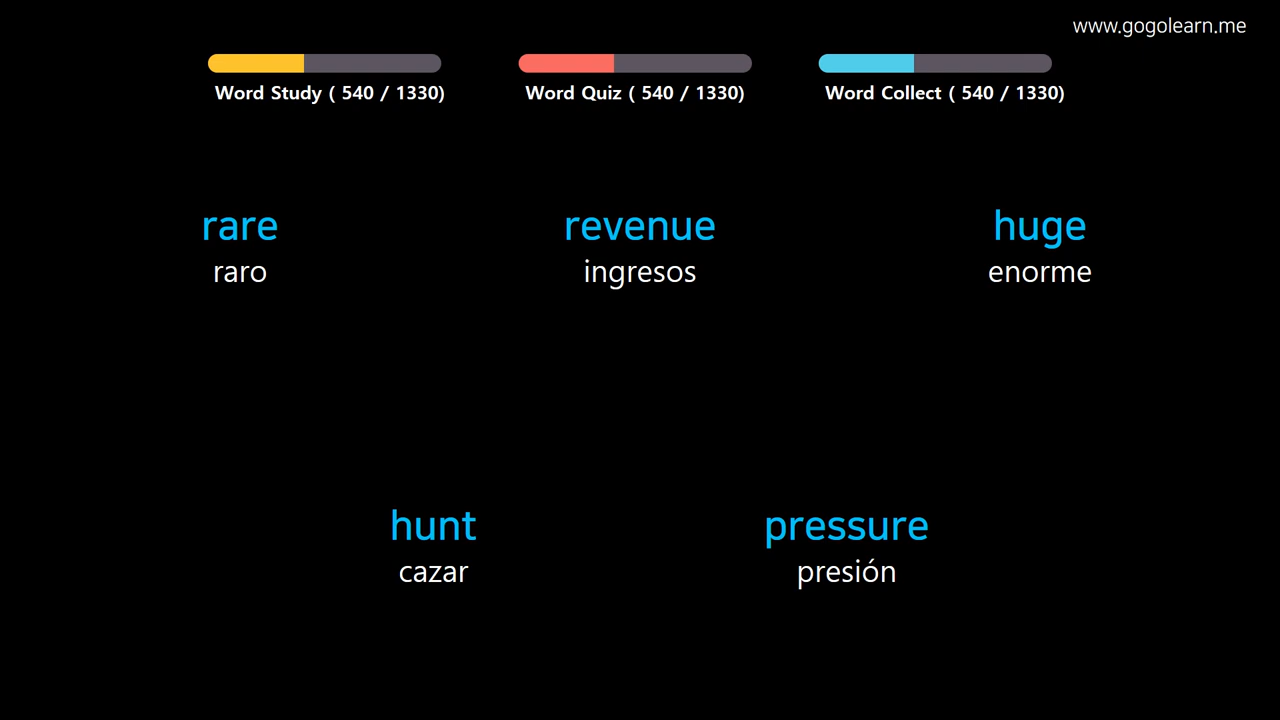 www.gogolearn.me
Word Study ( 540 / 1330)
Word Quiz ( 540 / 1330)
Word Collect ( 540 / 1330)
rare
raro
revenue
ingresos
huge
enorme
hunt
cazar
pressure
presión